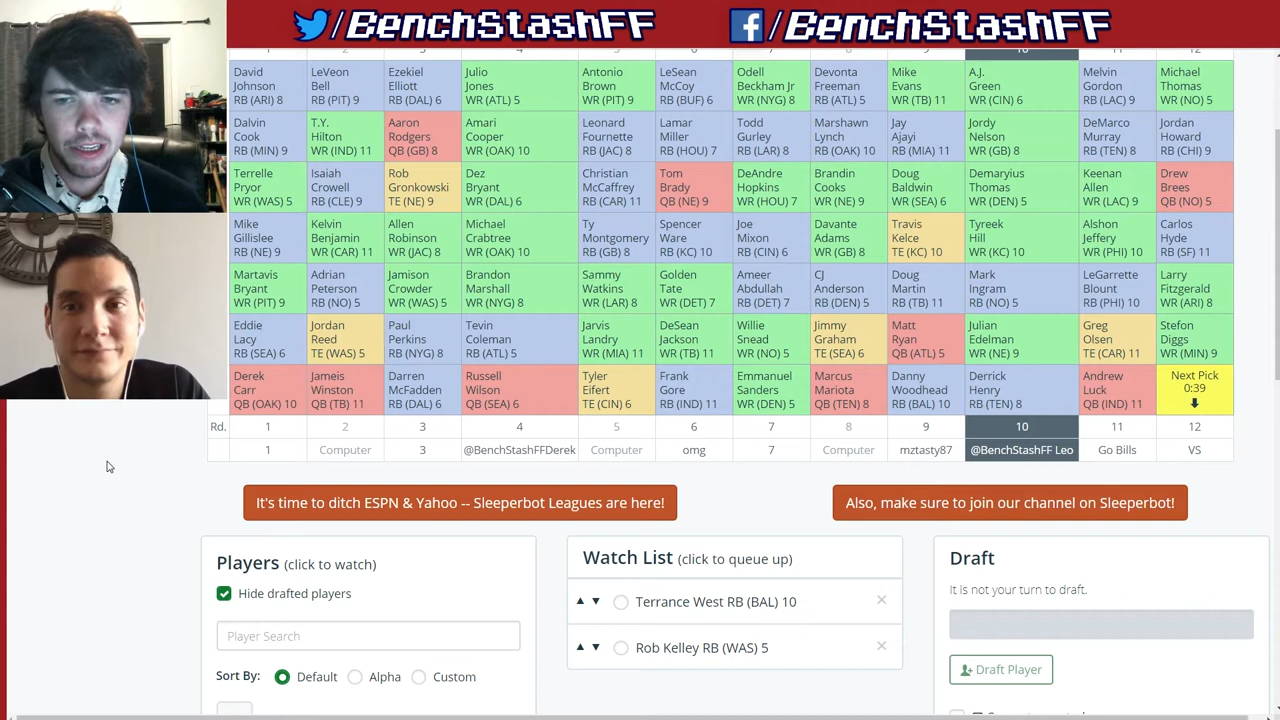 /BenchStashFF /BenchStashFF
David Johnson RB (ARI) 8
LeVeon Bell RB (PIT) 9
Ezekiel Elliott RB (DAL) 6
Julio Jones WR (ATL) 5
Antonio Brown WR (PIT) 9
LeSean McCoy RB (BUF) 6
Odell Beckham Jr WR (NYG) 8
Devonta Freeman RB (ATL) 5
Mike Evans WR (TB) 11
A.J. Green WR (CIN) 6
Melvin Gordon RB (LAC) 9
Michael Thomas WR (NO) 5
Dalvin Cook RB (MIN) 9
T.Y. Hilton WR (IND) 11
Aaron Rodgers QB (GB) 8
Amari Cooper WR (OAK) 10
Leonard Fournette RB (JAC) 8
Lamar Miller RB (HOU) 7
Todd Gurley RB (LAR) 8
Marshawn Lynch RB (OAK) 10
Jay Ajayi RB (MIA) 11
Jordy Nelson WR (GB) 8
DeMarco Murray RB (TEN) 8
Jordan Howard RB (CHI) 9
Terrelle Pryor WR (WAS) 5
Isaiah Crowell RB (CLE) 9
Rob Gronkowski TE (NE) 9
Dez Bryant WR (DAL) 6
Christian McCaffrey RB (CAR) 11
Tom Brady QB (NE) 9
DeAndre Hopkins WR (HOU) 7
Brandin Cooks WR (NE) 9
Doug Baldwin WR (SEA) 6
Demaryius Thomas WR (DEN) 5
Keenan Allen WR (LAC) 9
Drew Brees QB (NO) 5
Mike Gillislee RB (NE) 9
Kelvin Benjamin WR (CAR) 11
Allen Robinson WR (JAC) 8
Michael Crabtree WR (OAK) 10
Ty Montgomery RB (GB) 8
Spencer Ware RB (KC) 10
Joe Mixon RB (CIN) 6
Davante Adams WR (GB) 8
Travis Kelce TE (KC) 10
Tyreek Hill WR (KC) 10
Alshon Jeffery WR (PHI) 10
Carlos Hyde RB (SF) 11
Martavis Bryant WR (PIT) 9
Adrian Peterson RB (NO) 5
Jamison Crowder WR (WAS) 5
Brandon Marshall WR (NYG) 8
Sammy Watkins WR (LAR) 8
Golden Tate WR (DET) 7
Ameer Abdullah RB (DET) 7
CJ Anderson RB (DEN) 5
Doug Martin RB (TB) 11
Mark Ingram RB (NO) 5
LeGarrette Blount RB (PHI) 10
Larry Fitzgerald WR (ARI) 8
Eddie Lacy RB (SEA) 6
Jordan Reed TE (WAS) 5
Paul Perkins RB (NYG) 8
Tevin Coleman RB (ATL) 5
Jarvis Landry WR (MIA) 11
DeSean Jackson WR (TB) 11
Willie Snead WR (NO) 5
Jimmy Graham TE (SEA) 6
Matt Ryan QB (ATL) 5
Julian Edelman WR (NE) 9
Greg Olsen TE (CAR) 11
Stefon Diggs WR (MIN) 9
Derek Carr QB (OAK) 10
Jameis Winston QB (TB) 11
Darren McFadden RB (DAL) 6
Russell Wilson QB (SEA) 6
Tyler Eifert TE (CIN) 6
Frank Gore RB (IND) 11
Emmanuel Sanders WR (DEN) 5
Marcus Mariota QB (TEN) 8
Danny Woodhead RB (BAL) 10
Derrick Henry RB (TEN) 8
Andrew Luck QB (IND) 11
Next Pick 0:39
Rd. 1 2 3 4 5 6 7 8 9 10 11 12
1 Computer 3 @BenchStashFFDerek Computer omg 7 Computer mztasty87 @BenchStashFF Leo Go Bills VS
It's time to ditch ESPN & Yahoo -- Sleeperbot Leagues are here!
Also, make sure to join our channel on Sleeperbot!
Players (click to watch)
Hide drafted players
Player Search
Sort By: Default Alpha Custom
Watch List (click to queue up)
Terrance West RB (BAL) 10
Rob Kelley RB (WAS) 5
Draft
It is not your turn to draft.
Draft Player